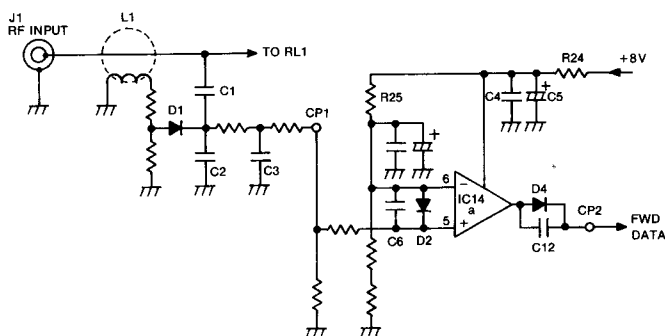 J1
RF INPUT
L1
TO RL1
C1
D1
CP1
C2
C3
R24
+8V
R25
C4
+
C5
+
6
−
IC14
a
5
+
C6
D2
D4
C12
CP2
FWD
DATA